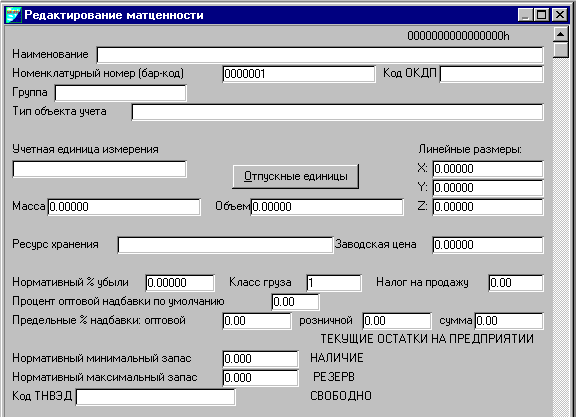 Редактирование матценности
0000000000000000h
Наименование
Номенклатурный номер (бар-код) 0000001 Код ОКДП
Группа
Тип объекта учета
Учетная единица измерения Линейные размеры:
Отпускные единицы X: 0.00000
Y: 0.00000
Масса 0.00000 Объем 0.00000 Z: 0.00000
Ресурс хранения Заводская цена 0.00000
Нормативный % убыли 0.00000 Класс груза 1 Налог на продажу 0.00
Процент оптовой надбавки по умолчанию 0.00
Предельные % надбавки: оптовой 0.00 розничной 0.00 сумма 0.00
ТЕКУЩИЕ ОСТАТКИ НА ПРЕДПРИЯТИИ
Нормативный минимальный запас 0.000 НАЛИЧИЕ
Нормативный максимальный запас 0.000 РЕЗЕРВ
Код ТНВЭД СВОБОДНО